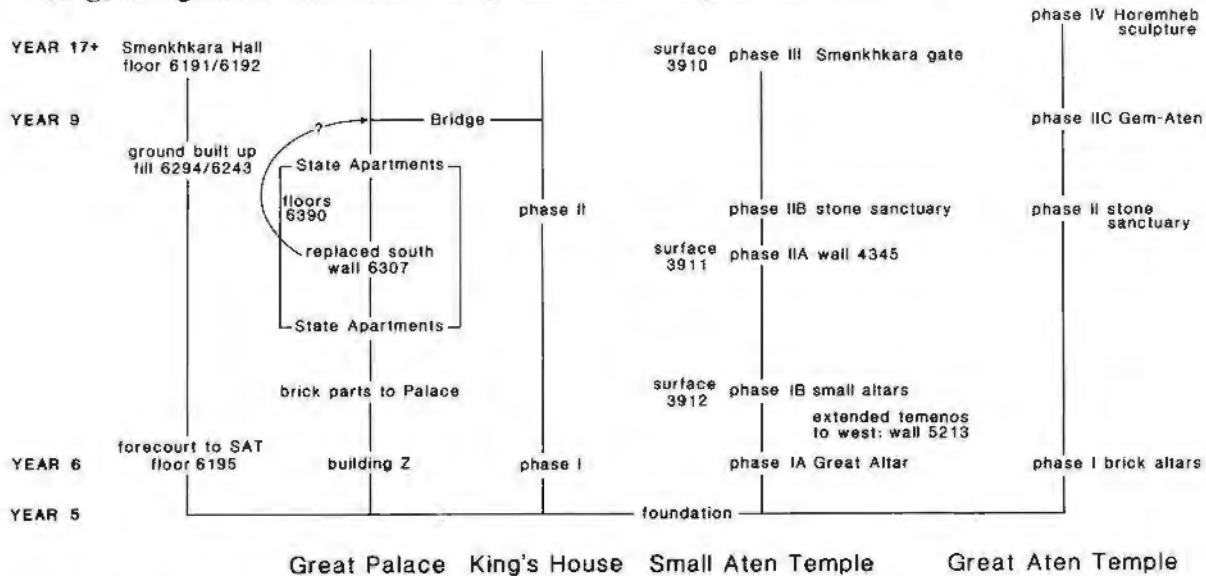 phase IV Horemheb
sculpture
YEAR 17+
Smenkhkara Hall
floor 6191/6192
surface
3910
phase III Smenkhkara gate
YEAR 9
?
Bridge
phase IIC Gem-Aten
ground built up
fill 6294/6243
State Apartments
floors
6390
phase II
phase IIB stone sanctuary
phase II stone
sanctuary
replaced south
wall 6307
surface
3911
phase IIA wall 4345
State Apartments
brick parts to Palace
surface
3912
phase IB small altars
extended temenos
to west: wall 5213
forecourt to SAT
floor 6195
YEAR 6
building Z
phase I
phase IA Great Altar
phase I brick altars
YEAR 5
foundation
Great Palace King's House Small Aten Temple Great Aten Temple